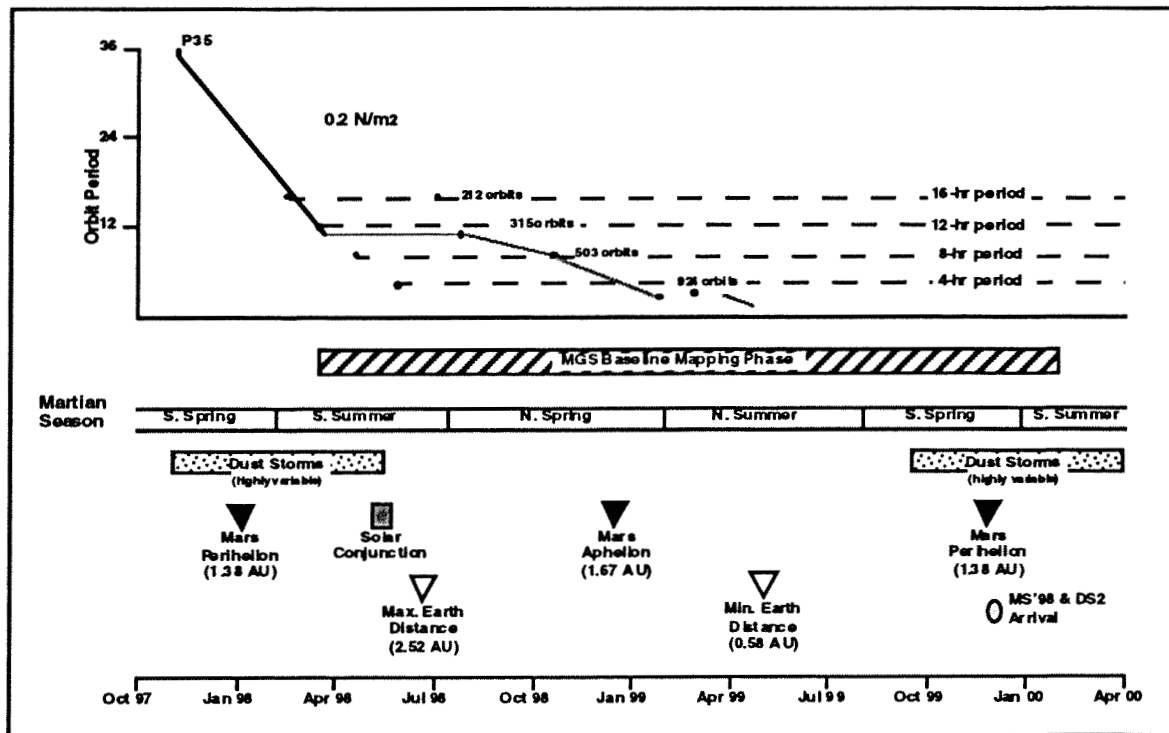 36
P35
0.2 N/m2
24
Orbit Period
212 orbits
16-hr period
12
315 orbits
12-hr period
503 orbits
8-hr period
924 orbits
4-hr period
MGS Baseline Mapping Phase
Martian Season
S. Spring
S. Summer
N. Spring
N. Summer
S. Spring
S. Summer
Dust Storms
(highly variable)
Dust Storms
(highly variable)
Mars
Perihelion
(1.38 AU)
Solar
Conjunction
Mars
Aphelion
(1.67 AU)
Mars
Perihelion
(1.38 AU)
Max. Earth
Distance
(2.52 AU)
Min. Earth
Distance
(0.58 AU)
MS'98 & DS2
Arrival
Oct 97 Jan 98 Apr 98 Jul 98 Oct 98 Jan 99 Apr 99 Jul 99 Oct 99 Jan 00 Apr 00